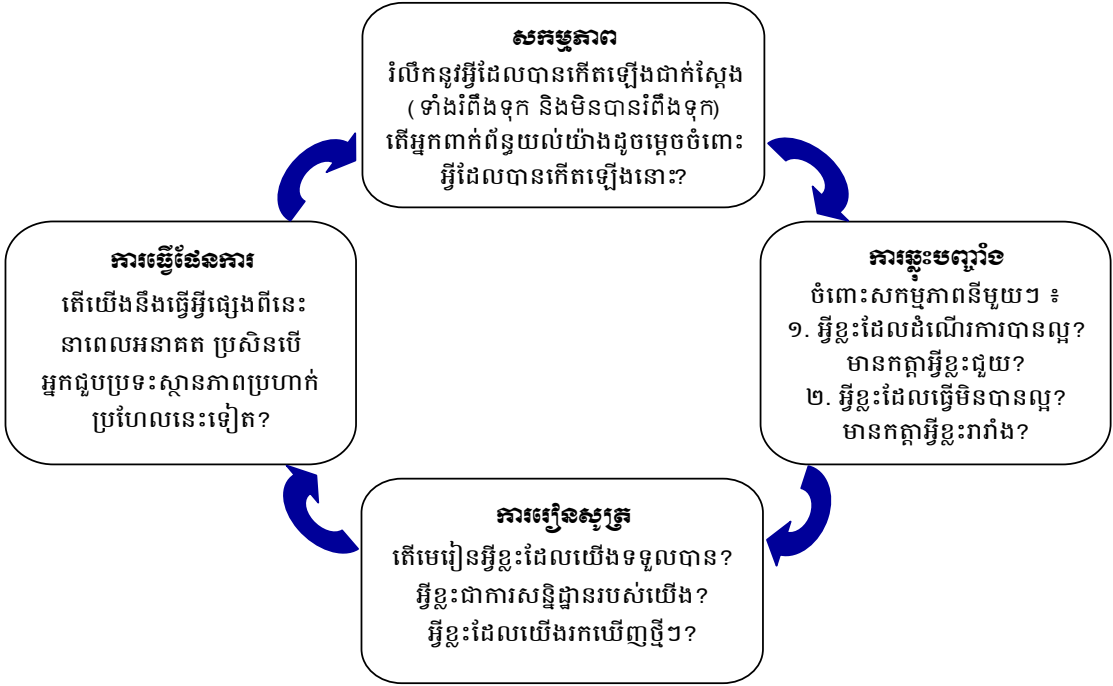 សកម្មភាព
រំលឹកនូវអ្វីដែលបានកើតឡើងជាក់ស្តែង
( ទាំងរំពឹងទុក និងមិនបានរំពឹងទុក)
តើអ្នកពាក់ព័ន្ធយល់យ៉ាងដូចម្តេចចំពោះ
អ្វីដែលបានកើតឡើងនោះ?
ការឆ្លុះបញ្ចាំង
ចំពោះសកម្មភាពនីមួយៗ ៖
១. អ្វីខ្លះដែលដំណើរការបានល្អ?
មានកត្តាអ្វីខ្លះជួយ?
២. អ្វីខ្លះដែលធ្វើមិនបានល្អ?
មានកត្តាអ្វីខ្លះរារាំង?
ការរៀនសូត្រ
តើមេរៀនអ្វីខ្លះដែលយើងទទួលបាន?
អ្វីខ្លះជាការសន្និដ្ឋានរបស់យើង?
អ្វីខ្លះដែលយើងរកឃើញថ្មីៗ?
ការធ្វើផែនការ
តើយើងនឹងធ្វើអ្វីផ្សេងពីនេះ
នាពេលអនាគត ប្រសិនបើ
អ្នកជួបប្រទះស្ថានភាពប្រហាក់
ប្រហែលនេះទៀត?